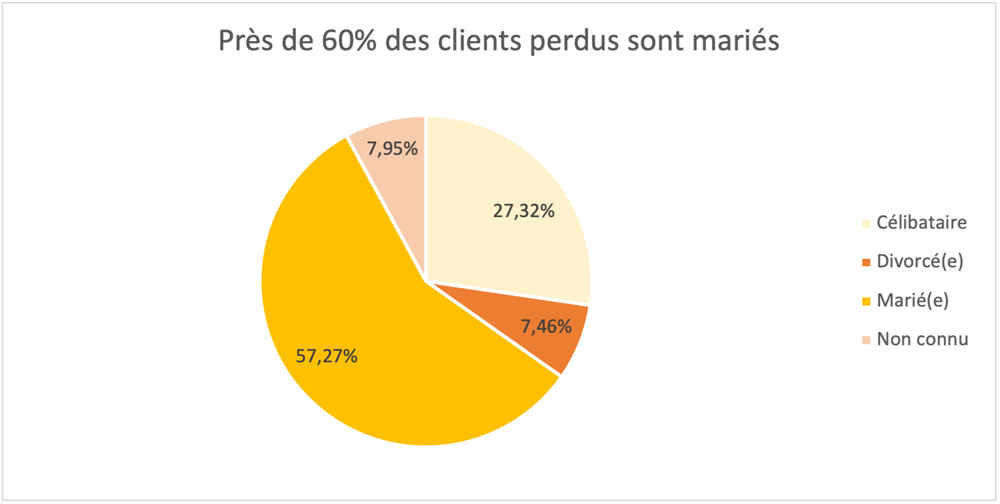 Près de 60% des clients perdus sont mariés
7,95%
27,32%
7,46%
57,27%
Célibataire
Divorcé(e)
Marié(e)
Non connu